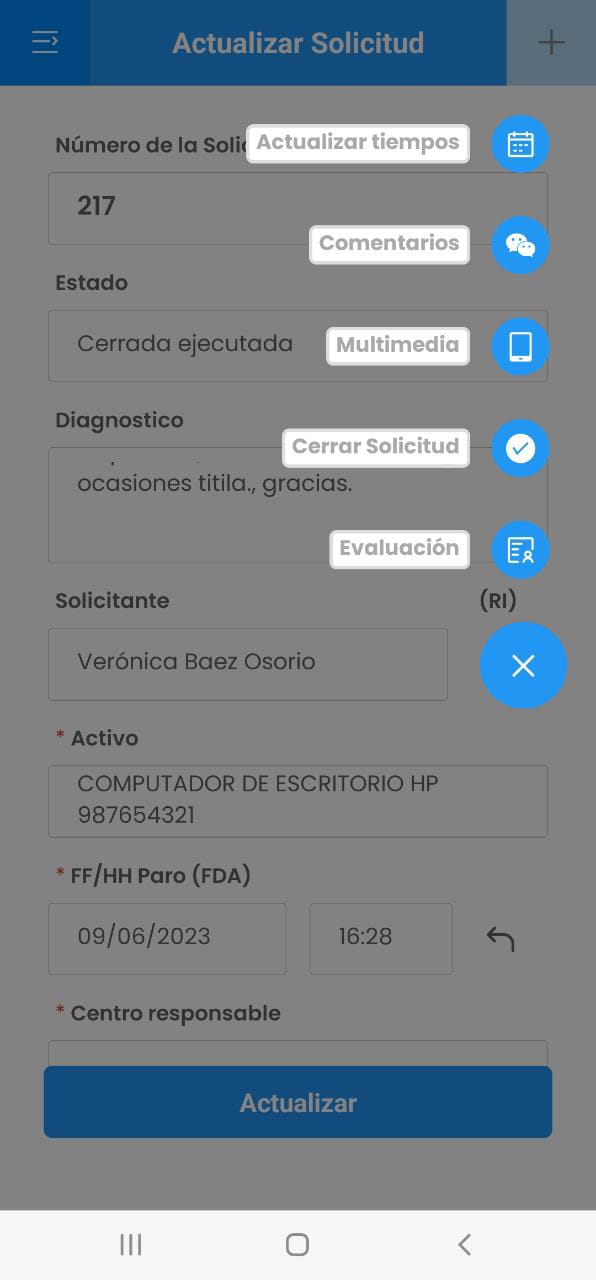 Actualizar Solicitud
Número de la Solic
Actualizar tiempos
217
Comentarios
Estado
Cerrada ejecutada
Multimedia
Diagnostico
Cerrar Solicitud
ocasiones titila., gracias.
Evaluación
Solicitante
(RI)
Verónica Baez Osorio
* Activo
COMPUTADOR DE ESCRITORIO HP
987654321
* FF/HH Paro (FDA)
09/06/2023
16:28
* Centro responsable
Actualizar